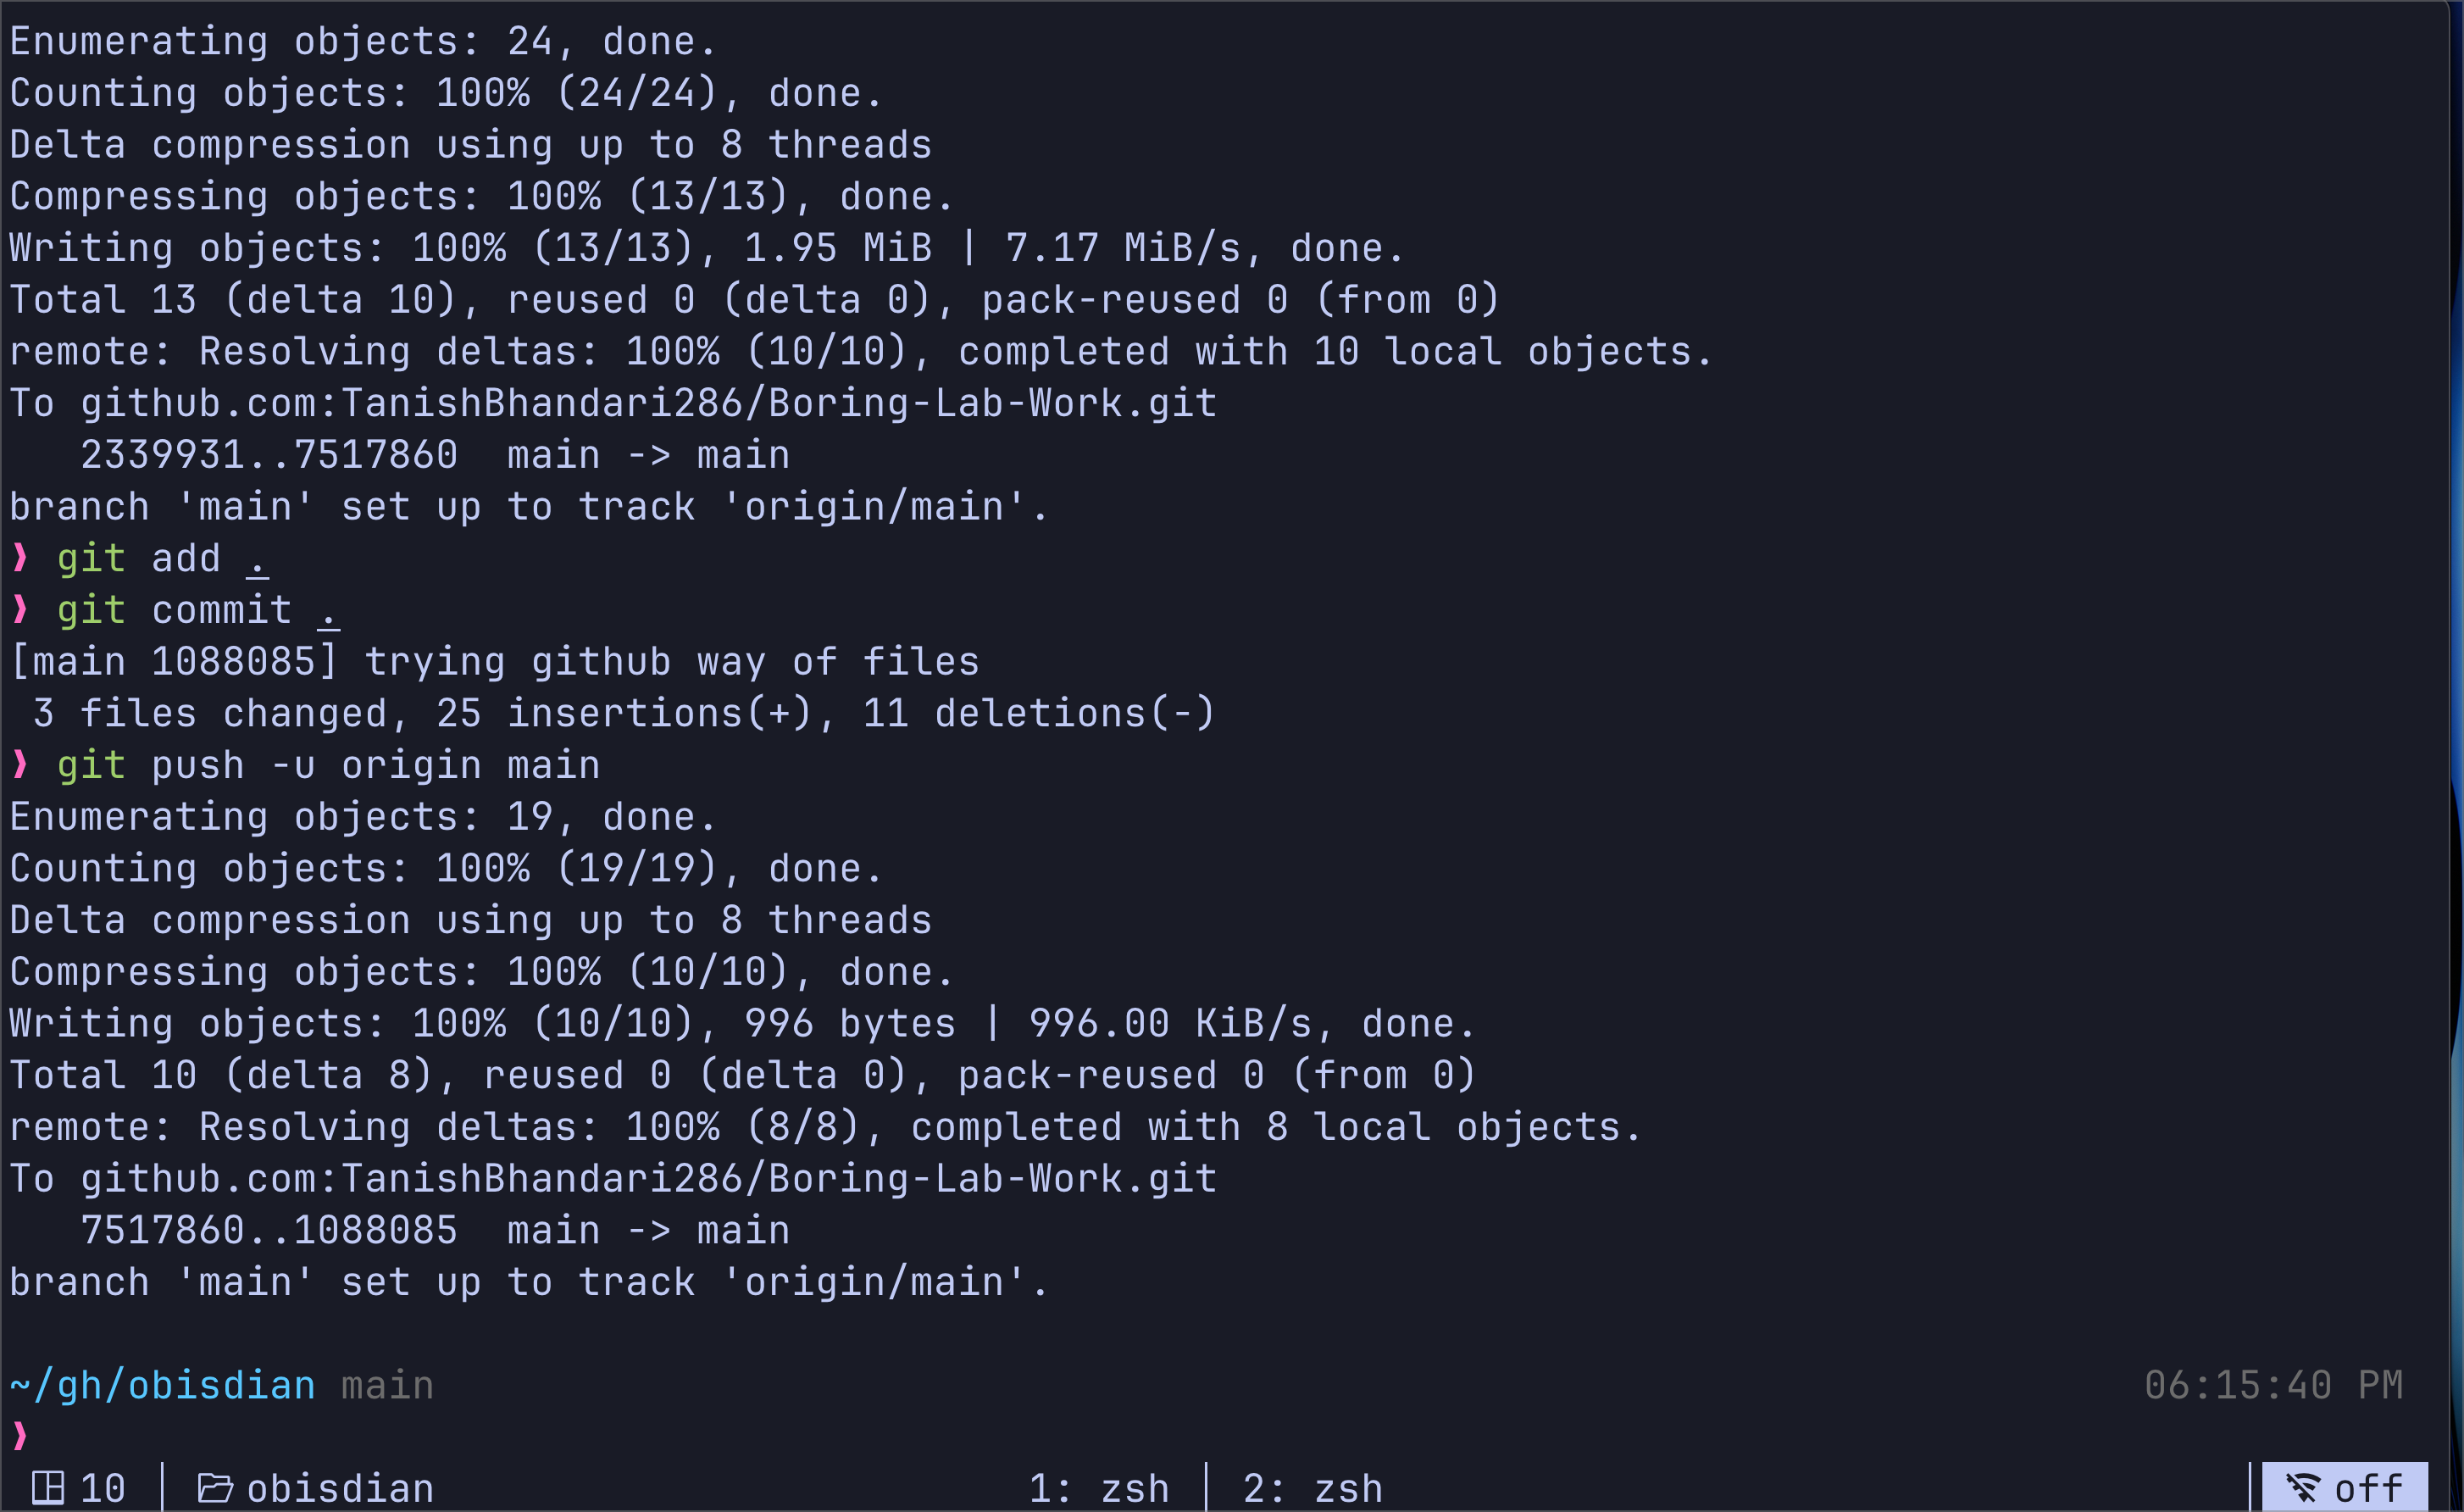 Enumerating objects: 24, done.
Counting objects: 100% (24/24), done.
Delta compression using up to 8 threads
Compressing objects: 100% (13/13), done.
Writing objects: 100% (13/13), 1.95 MiB | 7.17 MiB/s, done.
Total 13 (delta 10), reused 0 (delta 0), pack-reused 0 (from 0)
remote: Resolving deltas: 100% (10/10), completed with 10 local objects.
To github.com:TanishBhandari286/Boring-Lab-Work.git
   2339931..7517860  main -> main
branch 'main' set up to track 'origin/main'.
❱ git add .
❱ git commit .
[main 1088085] trying github way of files
 3 files changed, 25 insertions(+), 11 deletions(-)
❱ git push -u origin main
Enumerating objects: 19, done.
Counting objects: 100% (19/19), done.
Delta compression using up to 8 threads
Compressing objects: 100% (10/10), done.
Writing objects: 100% (10/10), 996 bytes | 996.00 KiB/s, done.
Total 10 (delta 8), reused 0 (delta 0), pack-reused 0 (from 0)
remote: Resolving deltas: 100% (8/8), completed with 8 local objects.
To github.com:TanishBhandari286/Boring-Lab-Work.git
   7517860..1088085  main -> main
branch 'main' set up to track 'origin/main'.
~/gh/obisdian main 06:15:40 PM
❱
10 | obisdian 1: zsh | 2: zsh | off